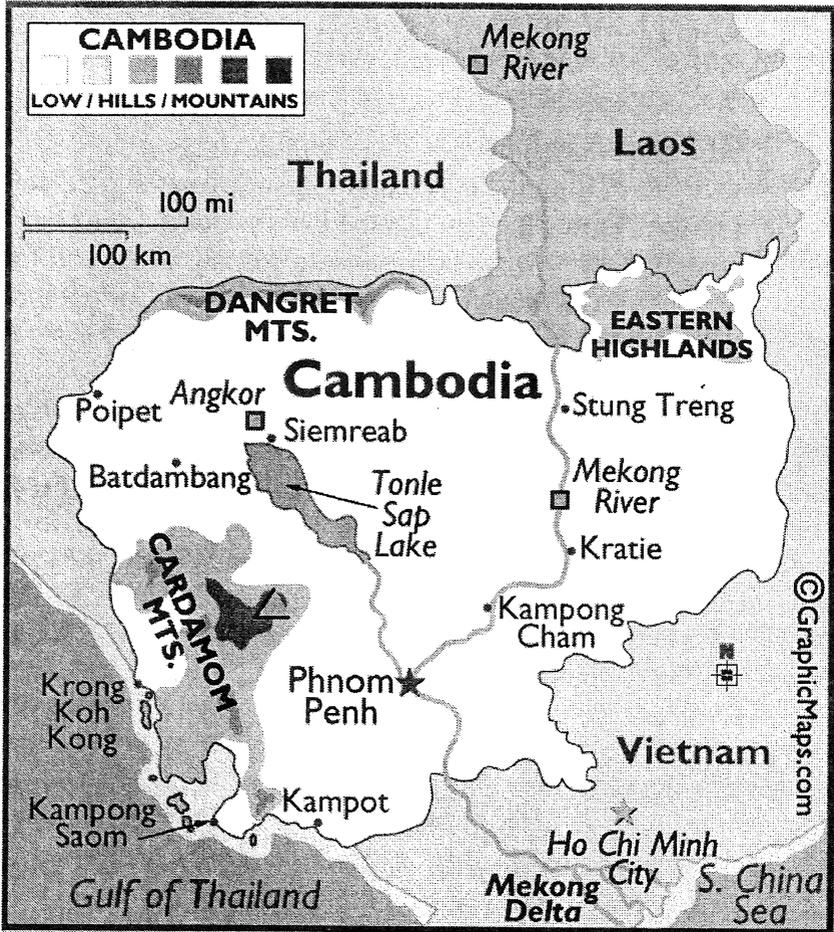 CAMBODIA
LOW / HILLS / MOUNTAINS
Mekong
River
Laos
Thailand
100 mi
100 km
DANGRET
MTS.
EASTERN
HIGHLANDS
Cambodia
Angkor
Poipet
Siemreab
Stung Treng
Batdambang
Tonle
Sap
Lake
Mekong
River
Kratie
CARDAMOM
MTS.
Kampong
Cham
©GraphicMaps.com
N
Krong
Koh
Kong
Phnom
Penh
Vietnam
Kampong
Saom
Kampot
Ho Chi Minh
City
Gulf of Thailand
Mekong
Delta
S. China
Sea